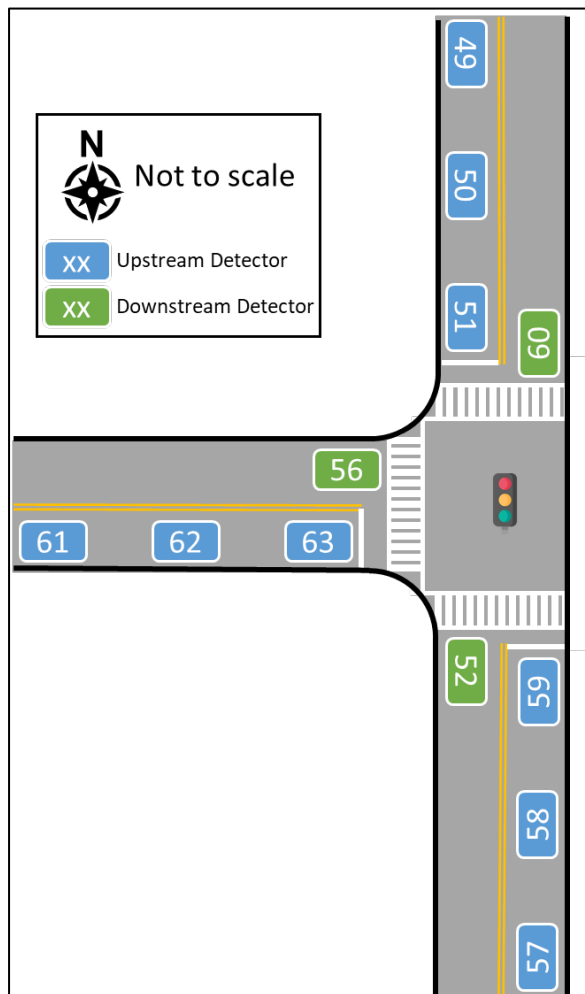 49
N
Not to scale
50
xx Upstream Detector
xx Downstream Detector
51
60
56
61 62 63
52
59
58
57